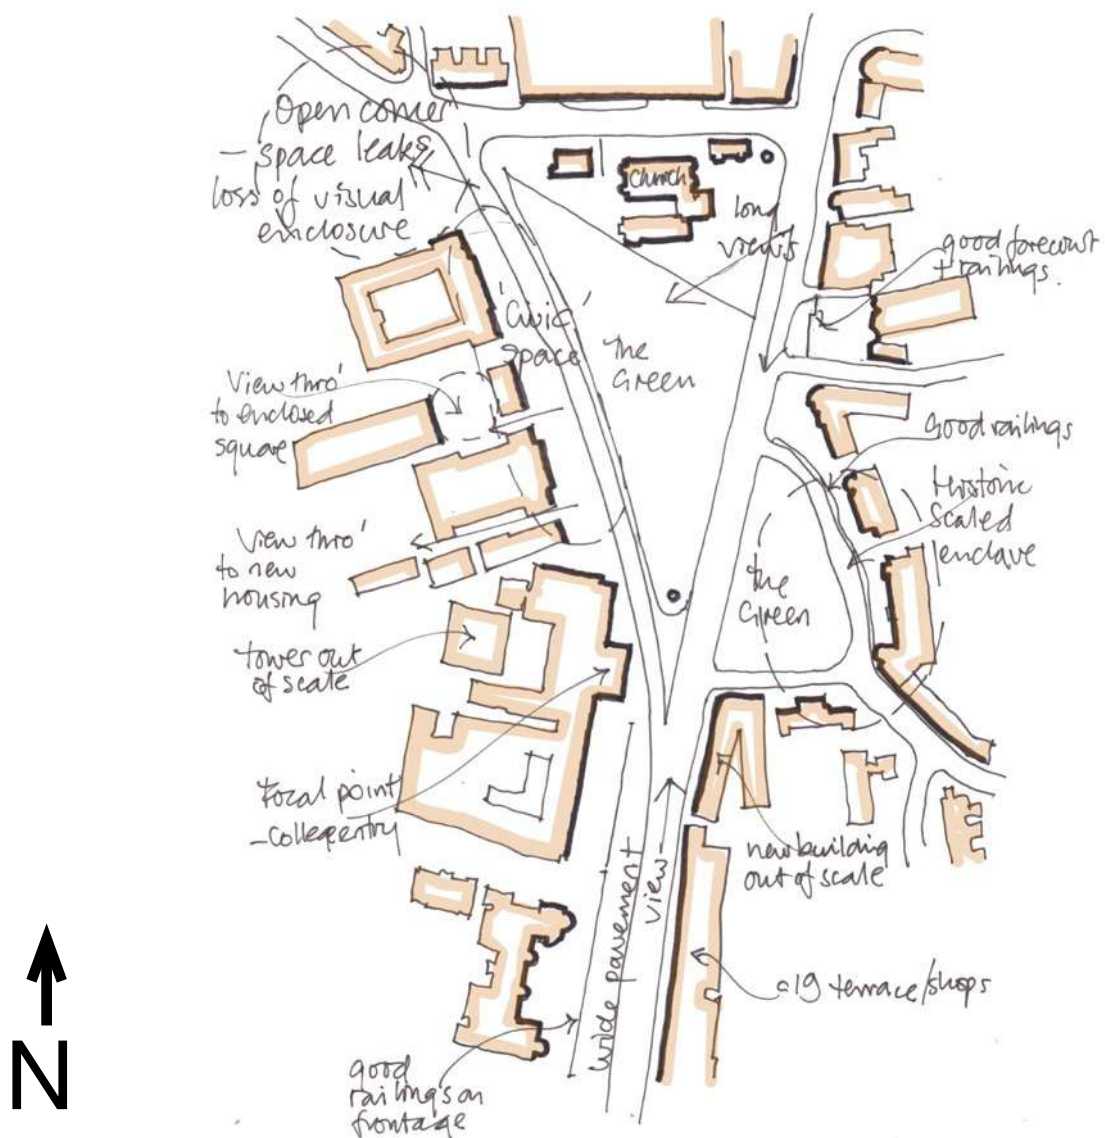 Open corner
– space leaks
loss of visual
enclosure
church
long
views
good forecourt
+ railings.
'Civic'
space
The
Green
View thro'
to enclosed
square
good railings
Historic
Scaled
enclave
View thro'
to new
housing
the
Green
tower out
of scale
Focal point
– college entry
new building
out of scale
wide pavement
view
c19 terrace/shops
good
railings on
frontage
N